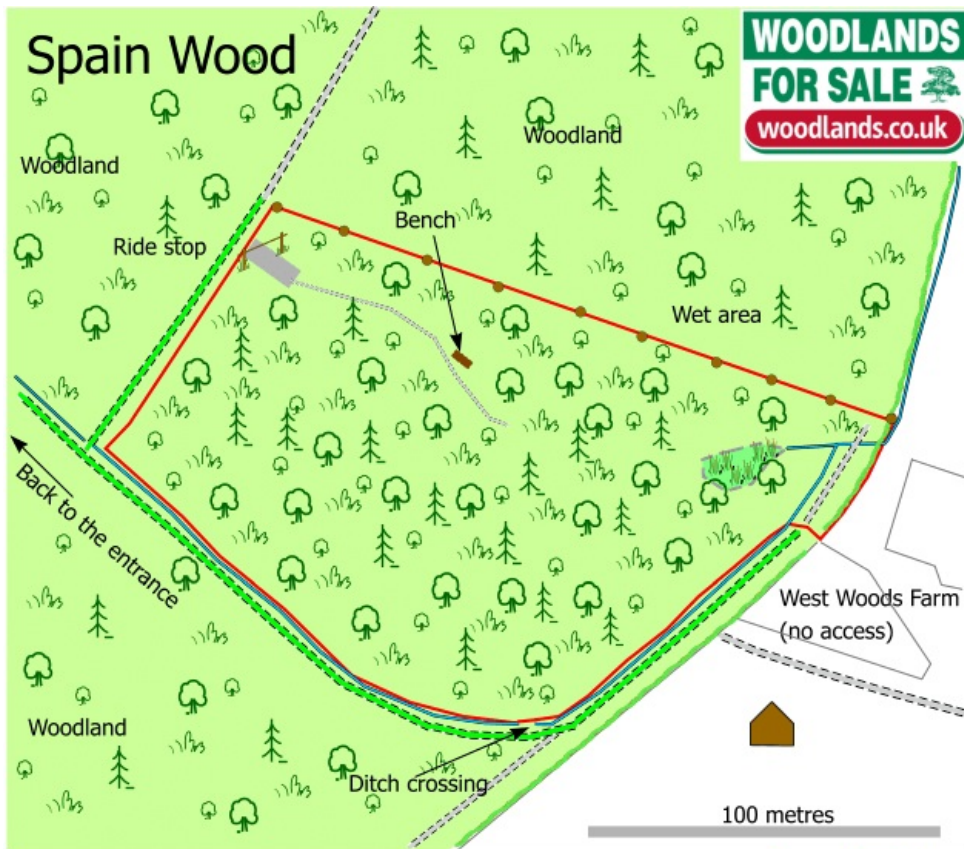 Spain Wood
WOODLANDS
FOR SALE
woodlands.co.uk
Woodland
Woodland
Bench
Ride stop
Wet area
Back to the entrance
West Woods Farm
(no access)
Woodland
Ditch crossing
100 metres